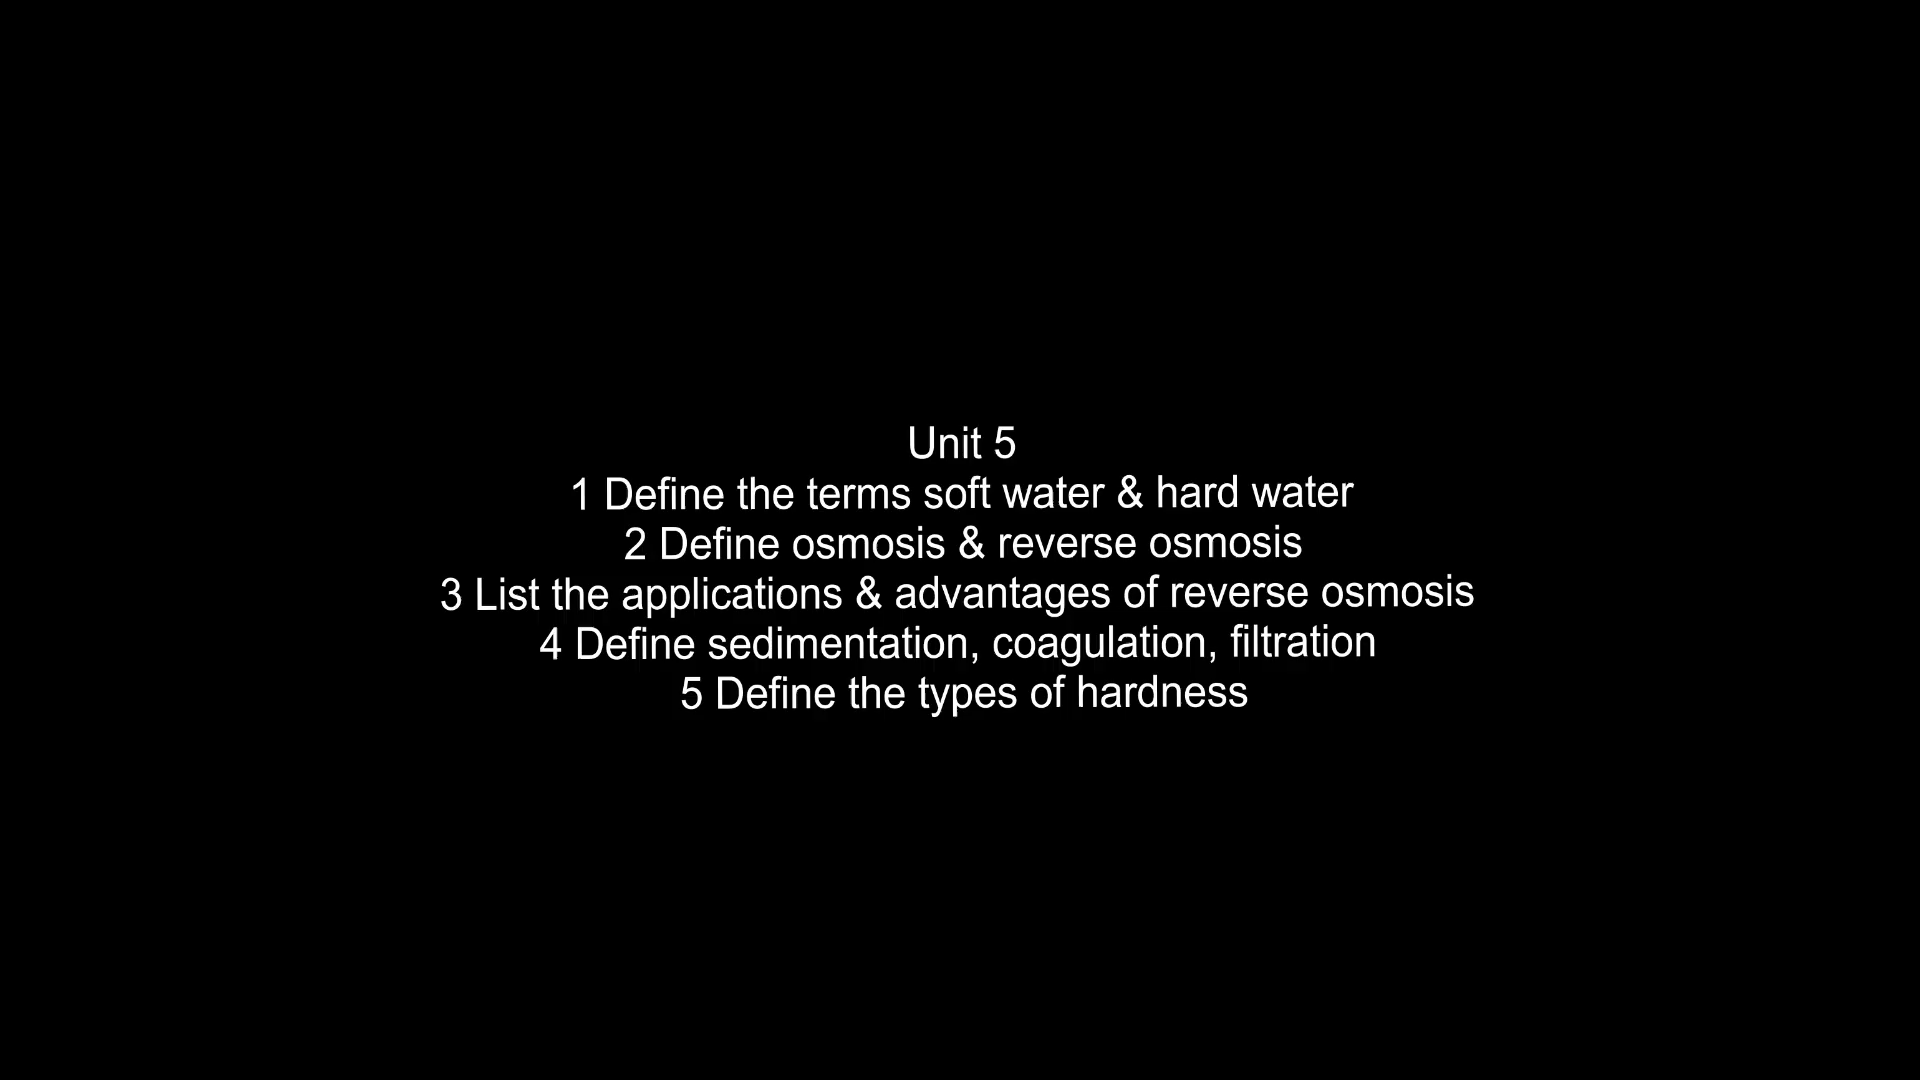 Unit 5
1 Define the terms soft water & hard water
2 Define osmosis & reverse osmosis
3 List the applications & advantages of reverse osmosis
4 Define sedimentation, coagulation, filtration
5 Define the types of hardness